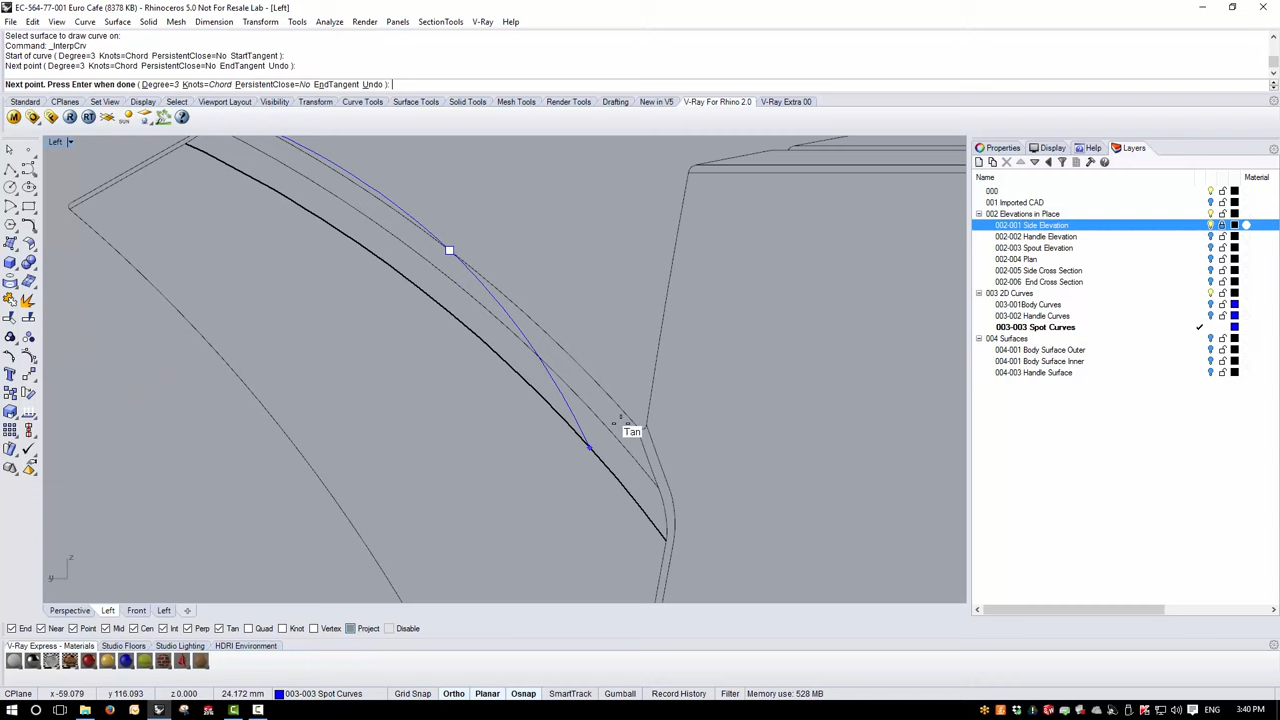 EC-564-77-001 Euro Cafe (8378 KB) - Rhinoceros 5.0 Not For Resale Lab - [Left]
File Edit View Curve Surface Solid Mesh Dimension Transform Tools Analyze Render Panels SectionTools V-Ray Help
Select surface to draw curve on:
Command: _InterpCrv
Start of curve ( Degree=3 Knots=Chord PersistentClose=No StartTangent ):
Next point ( Degree=3 Knots=Chord PersistentClose=No EndTangent Undo ):
Next point. Press Enter when done ( Degree=3 Knots=Chord PersistentClose=No EndTangent Undo ):
Standard CPlanes Set View Display Select Viewport Layout Visibility Transform Curve Tools Surface Tools Solid Tools Mesh Tools Render Tools Drafting New in V5 V-Ray For Rhino 2.0 V-Ray Extra 00
Left
Properties Display Help Layers
Name Material
000
001 Imported CAD
002 Elevations in Place
002-001 Side Elevation
002-002 Handle Elevation
002-003 Spout Elevation
002-004 Plan
002-005 Side Cross Section
002-006 End Cross Section
003 2D Curves
003-001Body Curves
003-002 Handle Curves
003-003 Spot Curves
004 Surfaces
004-001 Body Surface Outer
004-001 Body Surface Inner
004-003 Handle Surface
Tan
z
y
Perspective Left Front Left
End Near Point Mid Cen Int Perp Tan Quad Knot Vertex Project Disable
V-Ray Express - Materials Studio Floors Studio Lighting HDRI Environment
CPlane x -59.079 y 116.093 z 0.000 24.172 mm 003-003 Spot Curves Grid Snap Ortho Planar Osnap SmartTrack Gumball Record History Filter Memory use: 528 MB
ENG 3:40 PM